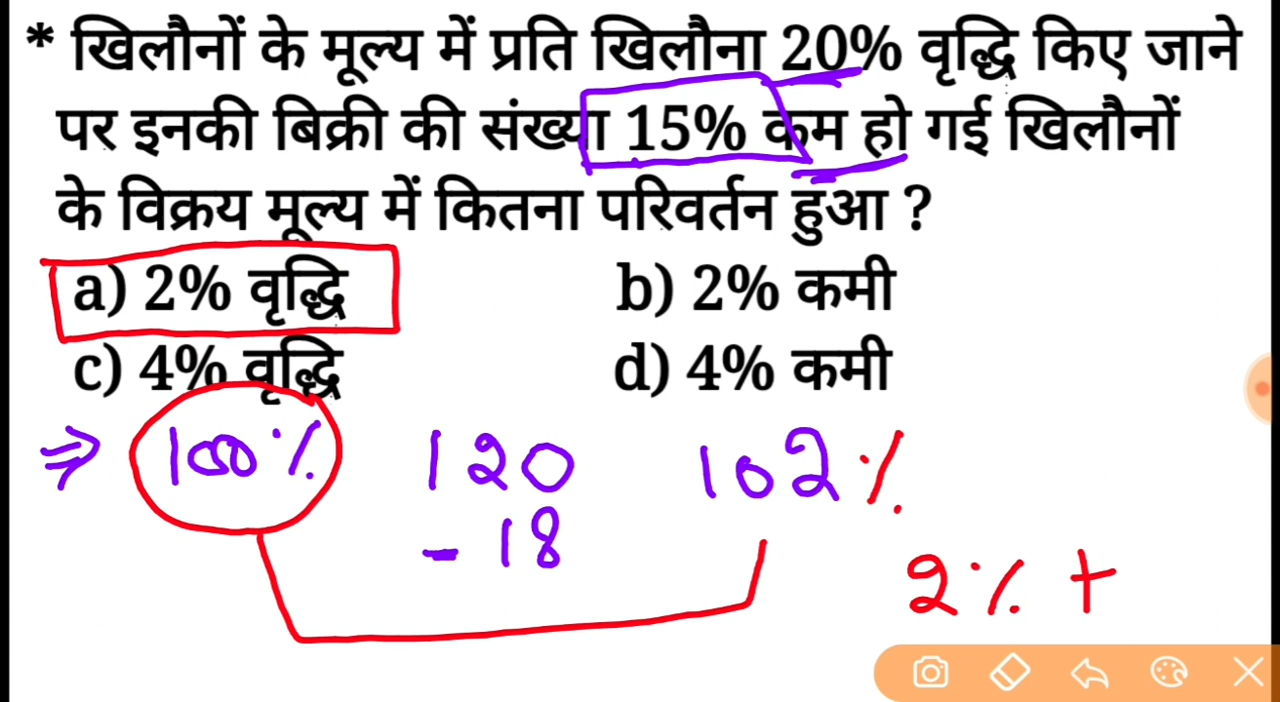 * खिलौनों के मूल्य में प्रति खिलौना 20% वृद्धि किए जाने
पर इनकी बिक्री की संख्या 15% कम हो गई खिलौनों
के विक्रय मूल्य में कितना परिवर्तन हुआ ?
a) 2% वृद्धि b) 2% कमी
c) 4% वृद्धि d) 4% कमी
⇒ 100% 120 102%
- 18
2% +